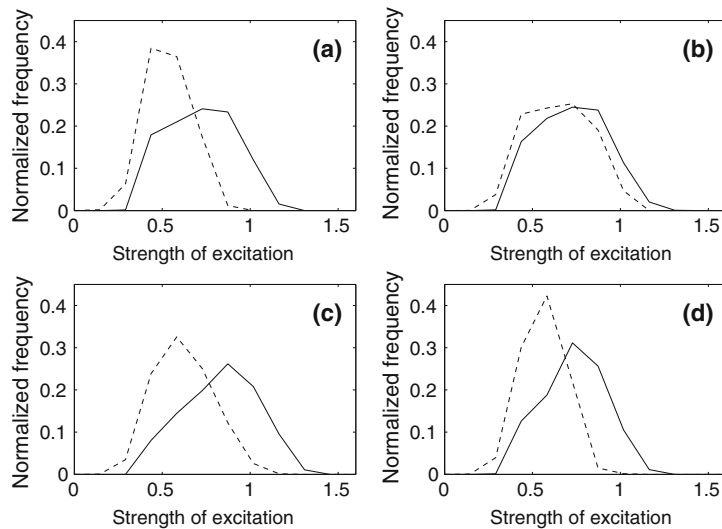 (a)
Normalized frequency
0.4
0.3
0.2
0.1
0
0 0.5 1 1.5
Strength of excitation
(b)
Normalized frequency
0.4
0.3
0.2
0.1
0
0 0.5 1 1.5
Strength of excitation
(c)
Normalized frequency
0.4
0.3
0.2
0.1
0
0 0.5 1 1.5
Strength of excitation
(d)
Normalized frequency
0.4
0.3
0.2
0.1
0
0 0.5 1 1.5
Strength of excitation